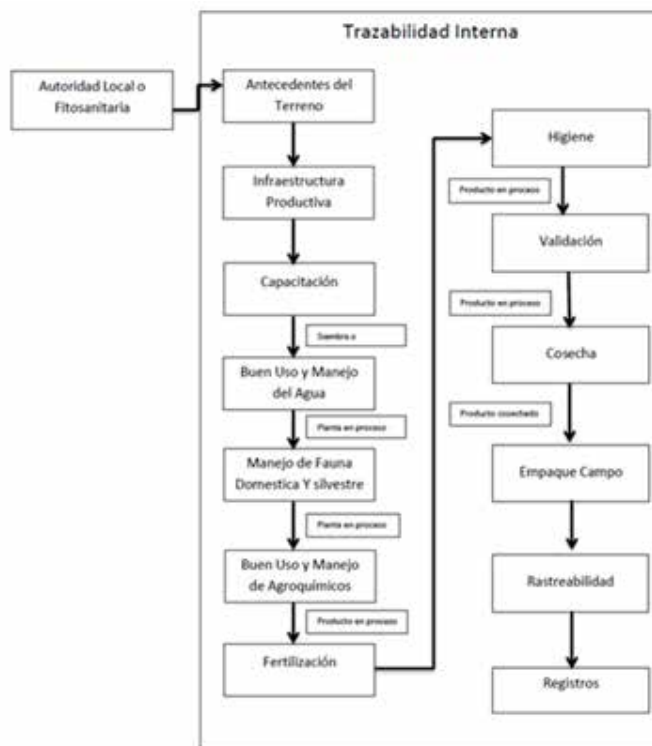 Trazabilidad Interna
Autoridad Local o
Fitosanitaria
Antecedentes del
Terreno
Infraestructura
Productiva
Capacitación
Siembra o
Buen Uso y Manejo
del Agua
Planta en proceso
Manejo de Fauna
Domestica Y silvestre
Planta en proceso
Buen Uso y Manejo
de Agroquímicos
Producto en proceso
Fertilización
Higiene
Producto en proceso
Validación
Producto en proceso
Cosecha
Producto cosechado
Empaque Campo
Rastreabilidad
Registros